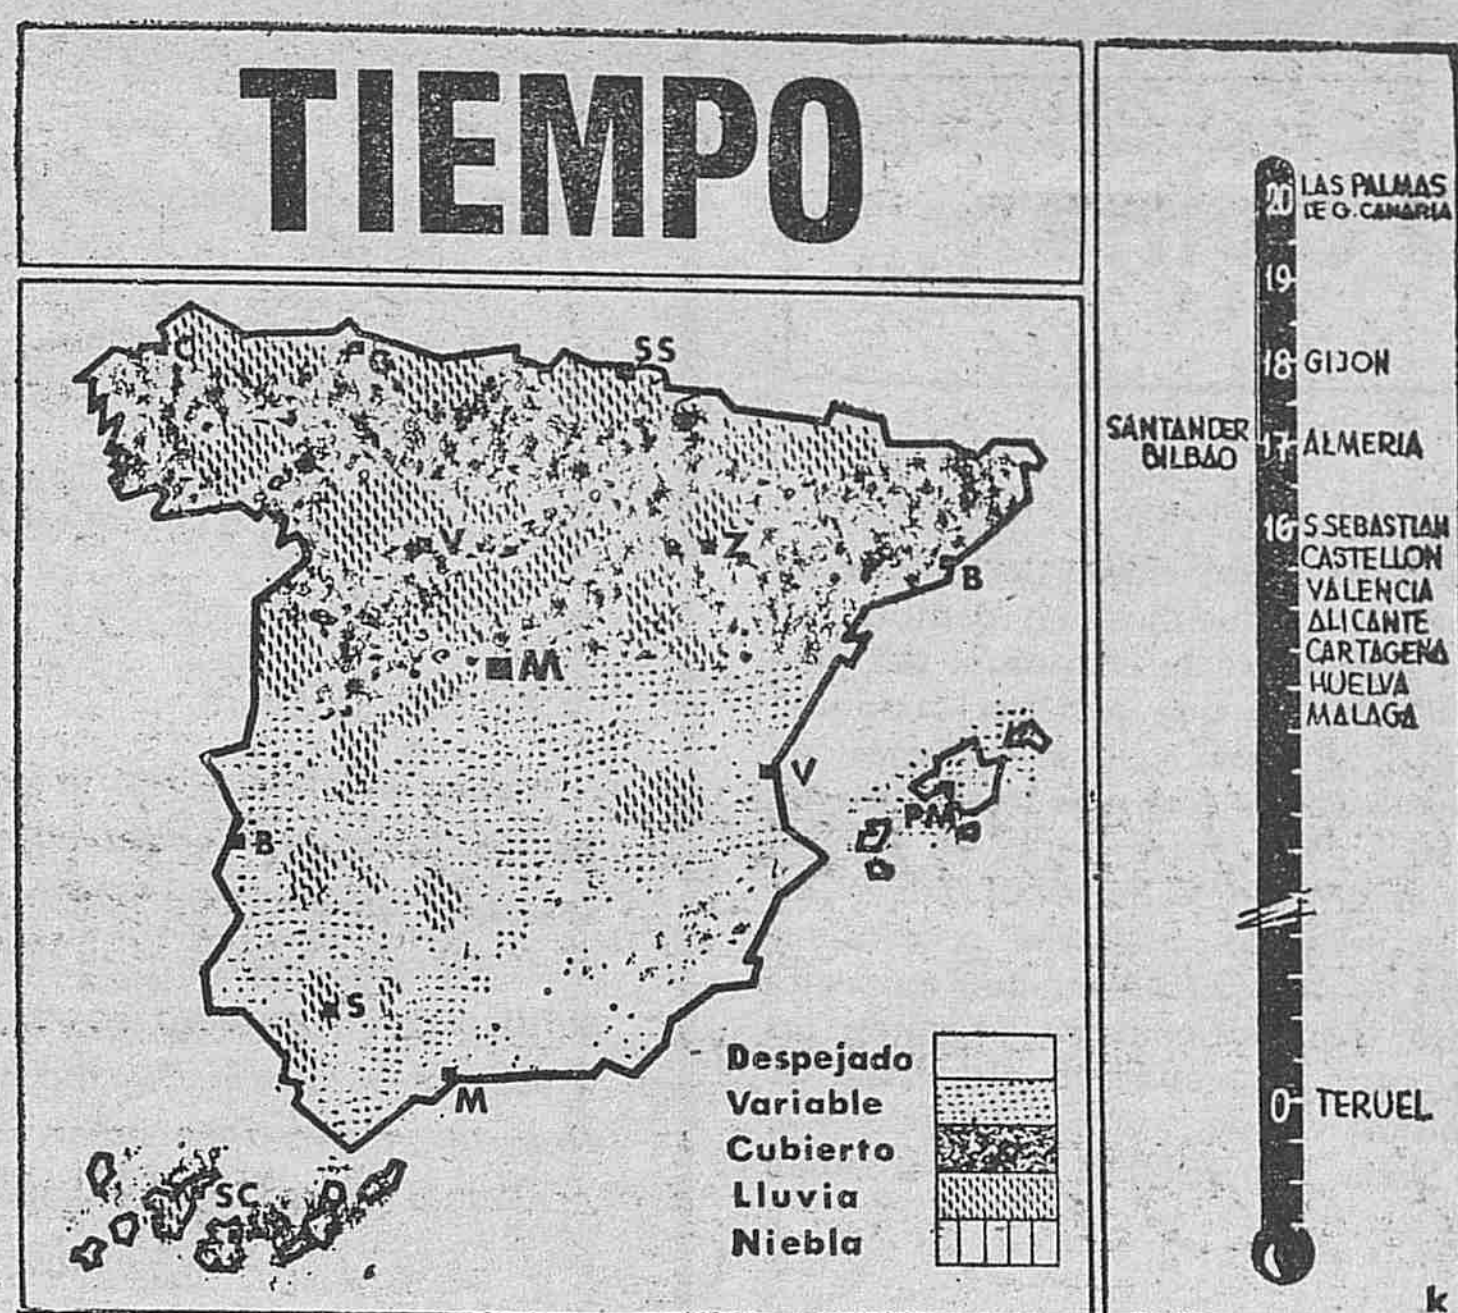 TIEMPO
C
G
SS
V
Z
B
M
V
PM
B
S
M
SC
Despejado
Variable
Cubierto
Lluvia
Niebla
20 LAS PALMAS
DE G. CANARIA
19
18 GIJON
SANTANDER 17 ALMERIA
BILBAO
16 S. SEBASTIAN
CASTELLON
VALENCIA
ALICANTE
CARTAGENA
HUELVA
MALAGA
0 TERUEL
k